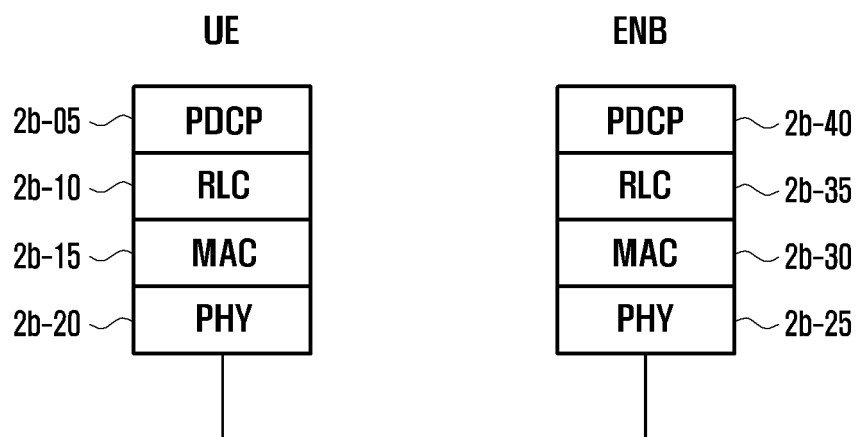 UE ENB
2b-05 PDCP PDCP 2b-40
2b-10 RLC RLC 2b-35
2b-15 MAC MAC 2b-30
2b-20 PHY PHY 2b-25